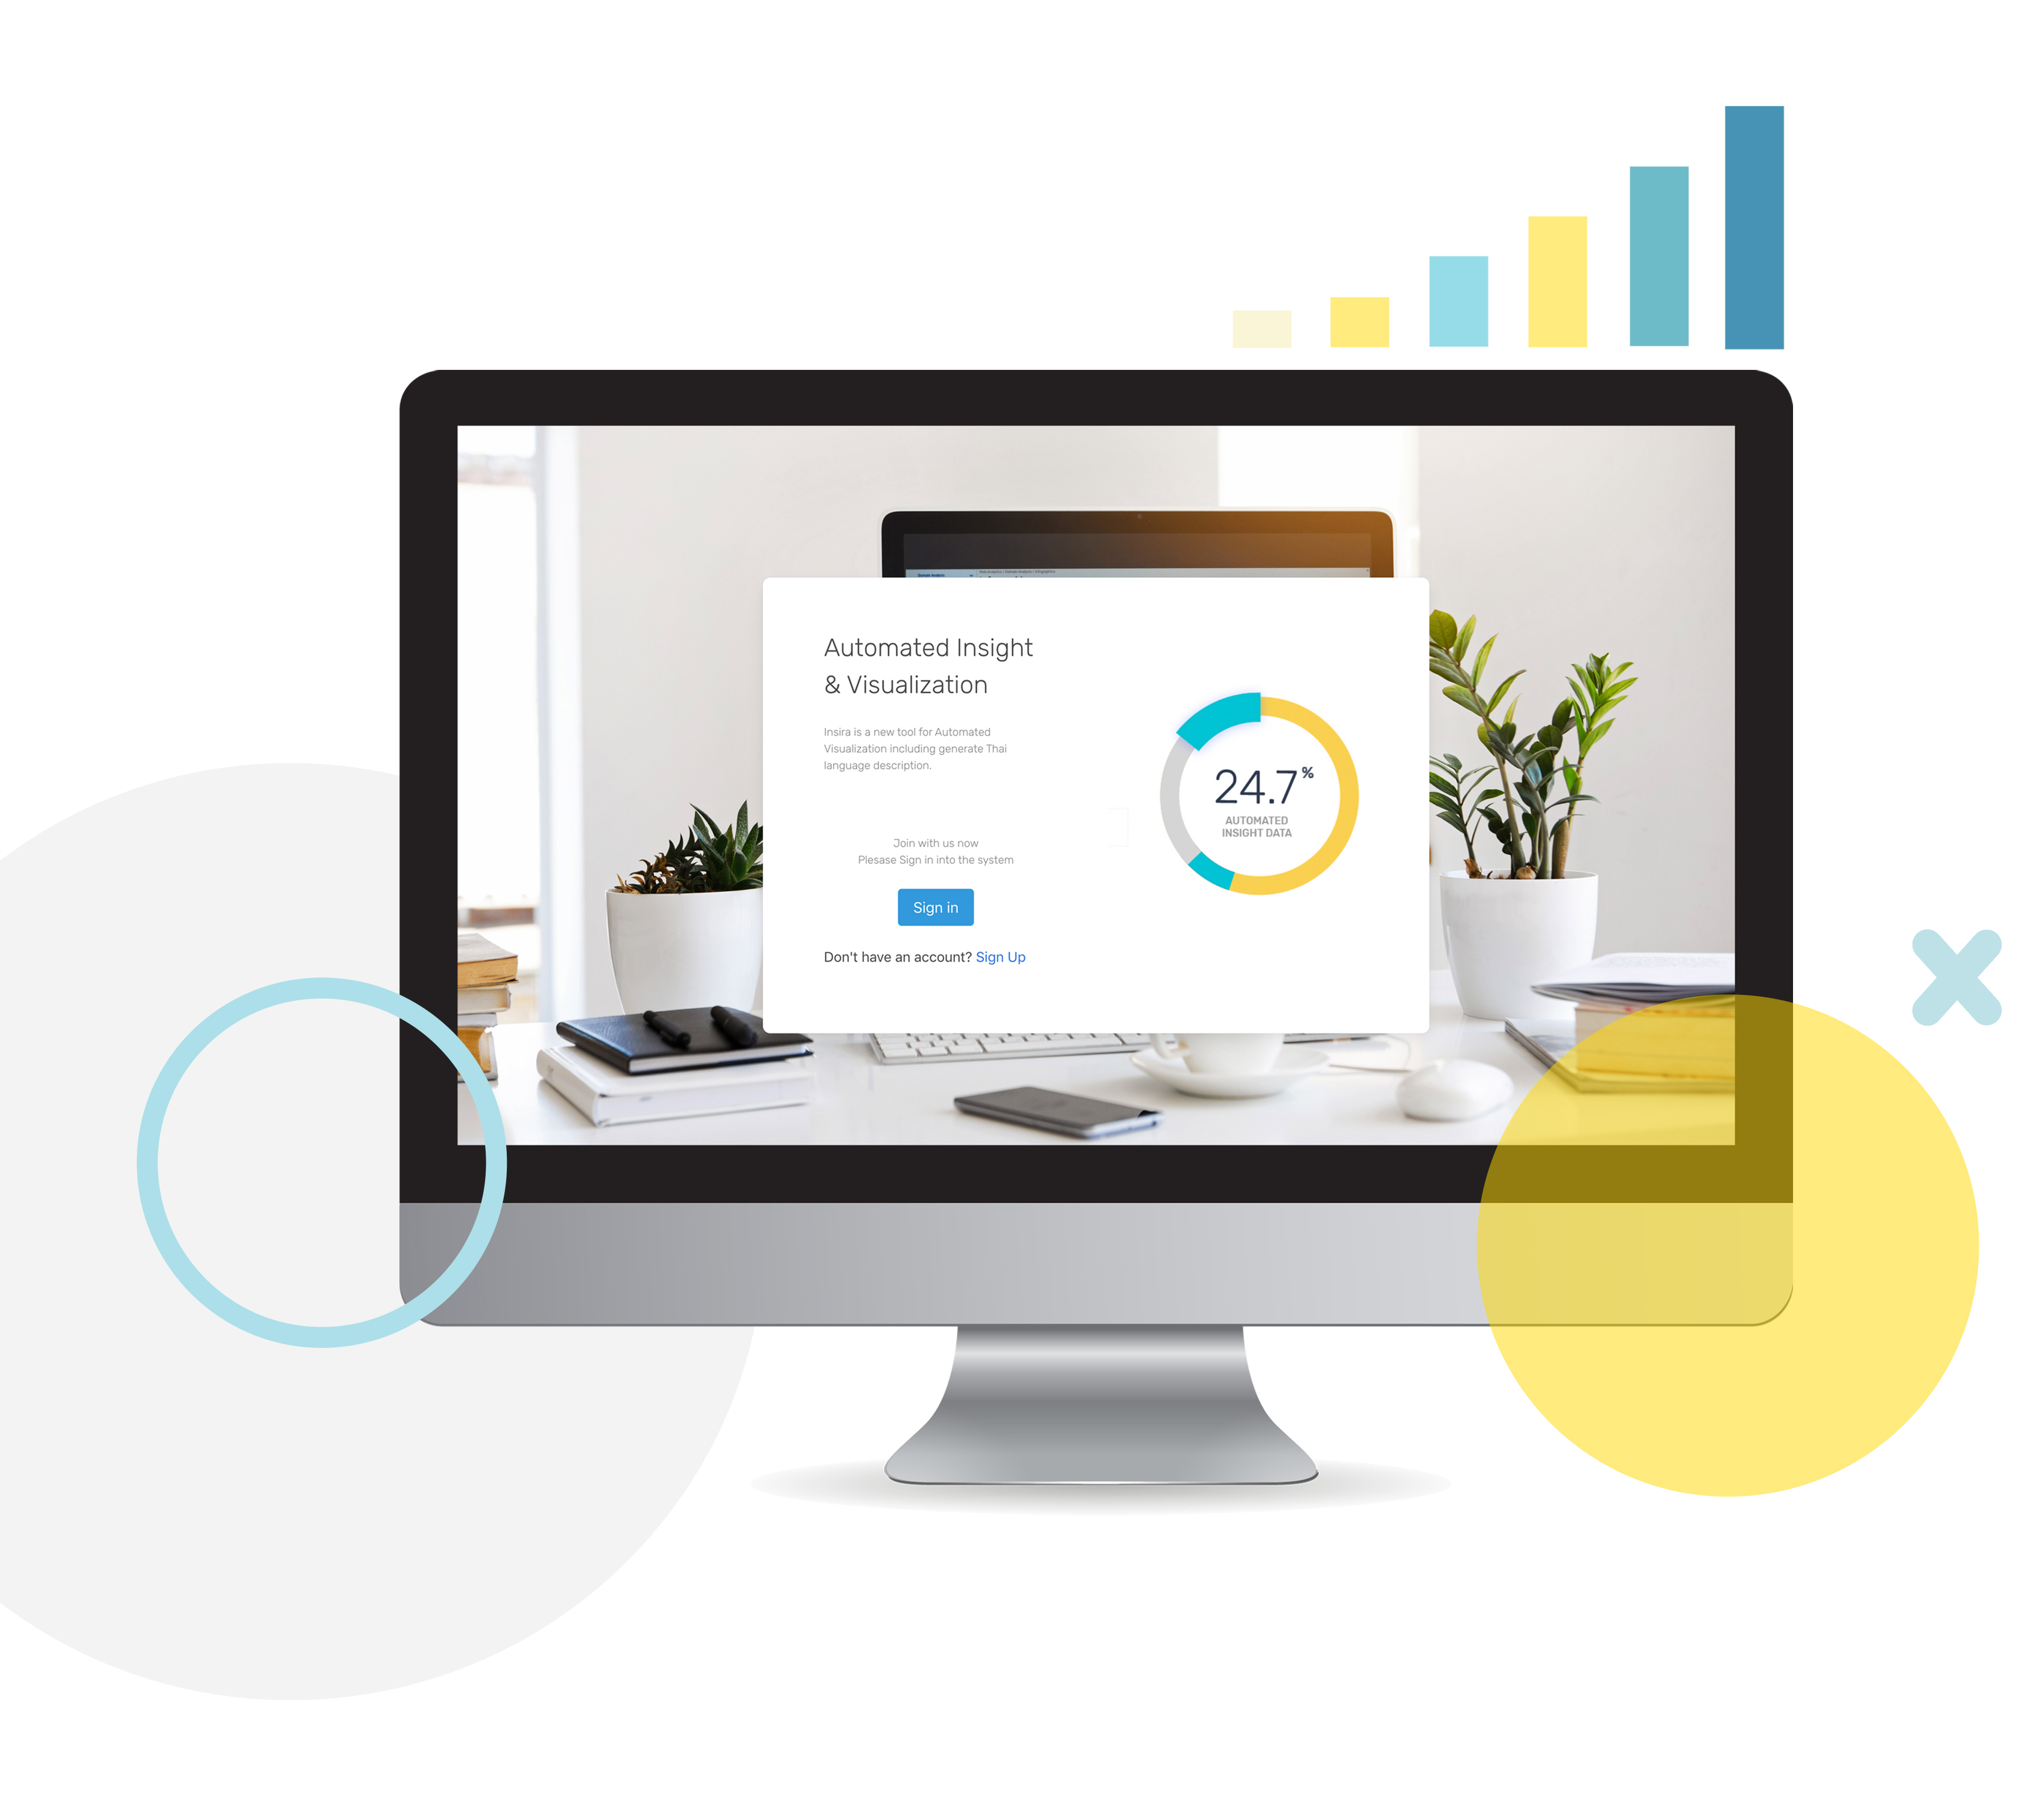 Automated Insight
& Visualization
Insira is a new tool for Automated
Visualization including generate Thai
language description.
Join with us now
Plesase Sign in into the system
Sign in
Don't have an account? Sign Up
24.7%
AUTOMATED
INSIGHT DATA